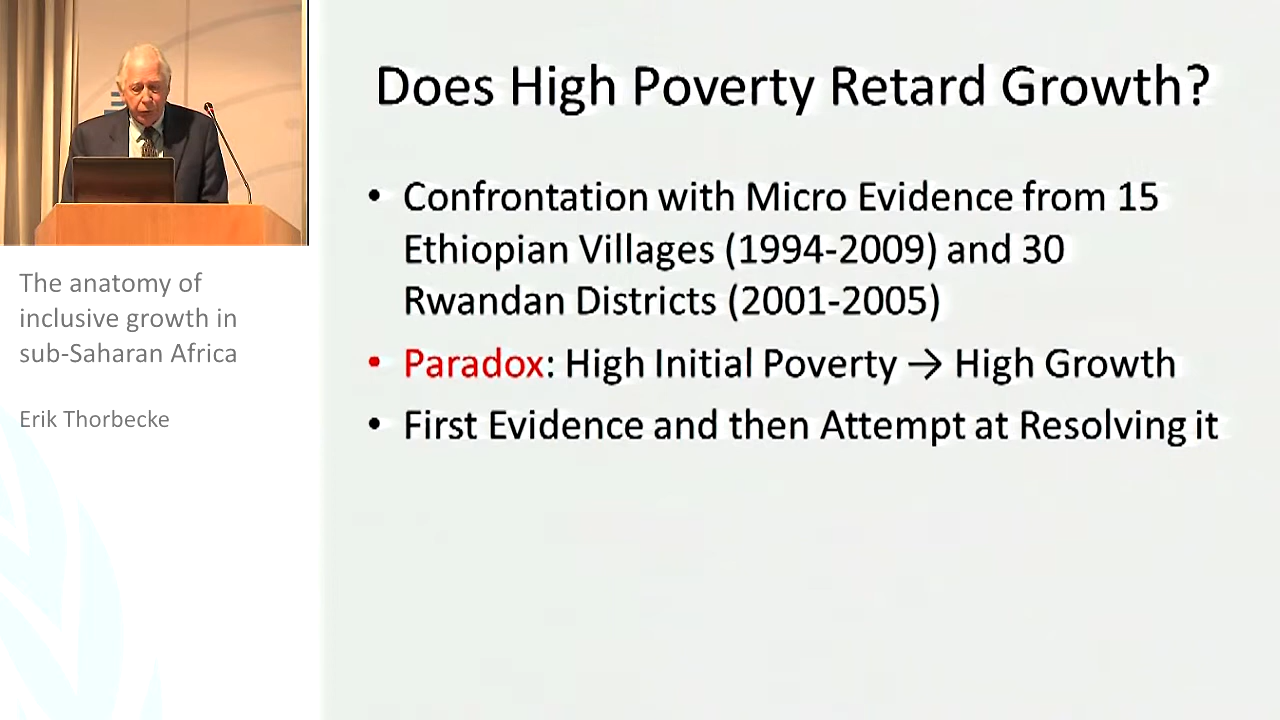 Does High Poverty Retard Growth?
• Confrontation with Micro Evidence from 15
Ethiopian Villages (1994-2009) and 30
Rwandan Districts (2001-2005)
• Paradox: High Initial Poverty → High Growth
• First Evidence and then Attempt at Resolving it
The anatomy of
inclusive growth in
sub-Saharan Africa
Erik Thorbecke